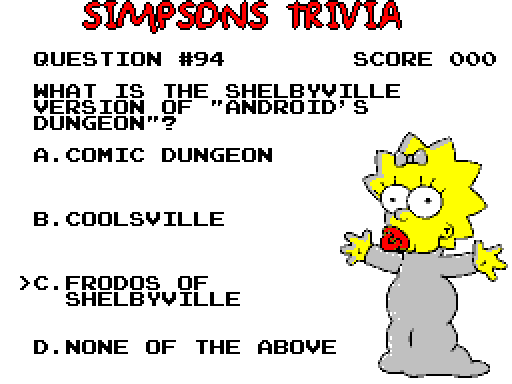 SIMPSONS TRIVIA
QUESTION #94 SCORE 000
WHAT IS THE SHELBYVILLE
VERSION OF "ANDROID'S
DUNGEON"?
A.COMIC DUNGEON
B.COOLSVILLE
>C.FRODOS OF
SHELBYVILLE
D.NONE OF THE ABOVE